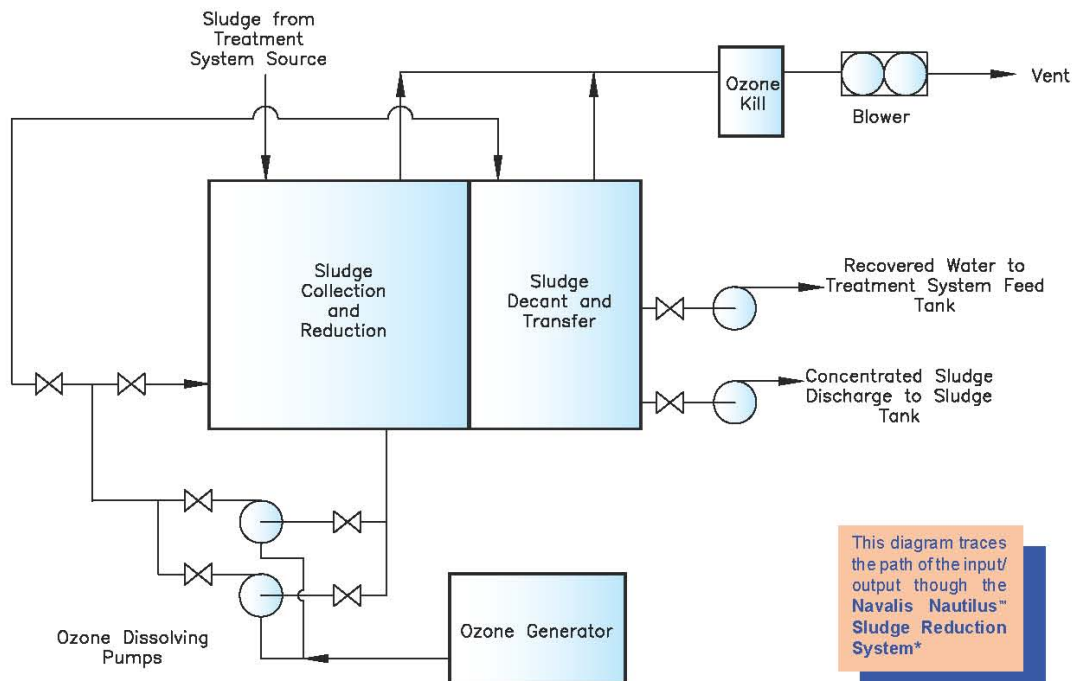 Sludge from
Treatment
System Source
Ozone
Kill
Blower
Vent
Sludge
Collection
and
Reduction
Sludge
Decant and
Transfer
Recovered Water to
Treatment System Feed
Tank
Concentrated Sludge
Discharge to Sludge
Tank
Ozone Dissolving
Pumps
Ozone Generator
This diagram traces
the path of the input/
output though the
Navalis Nautilus™
Sludge Reduction
System*